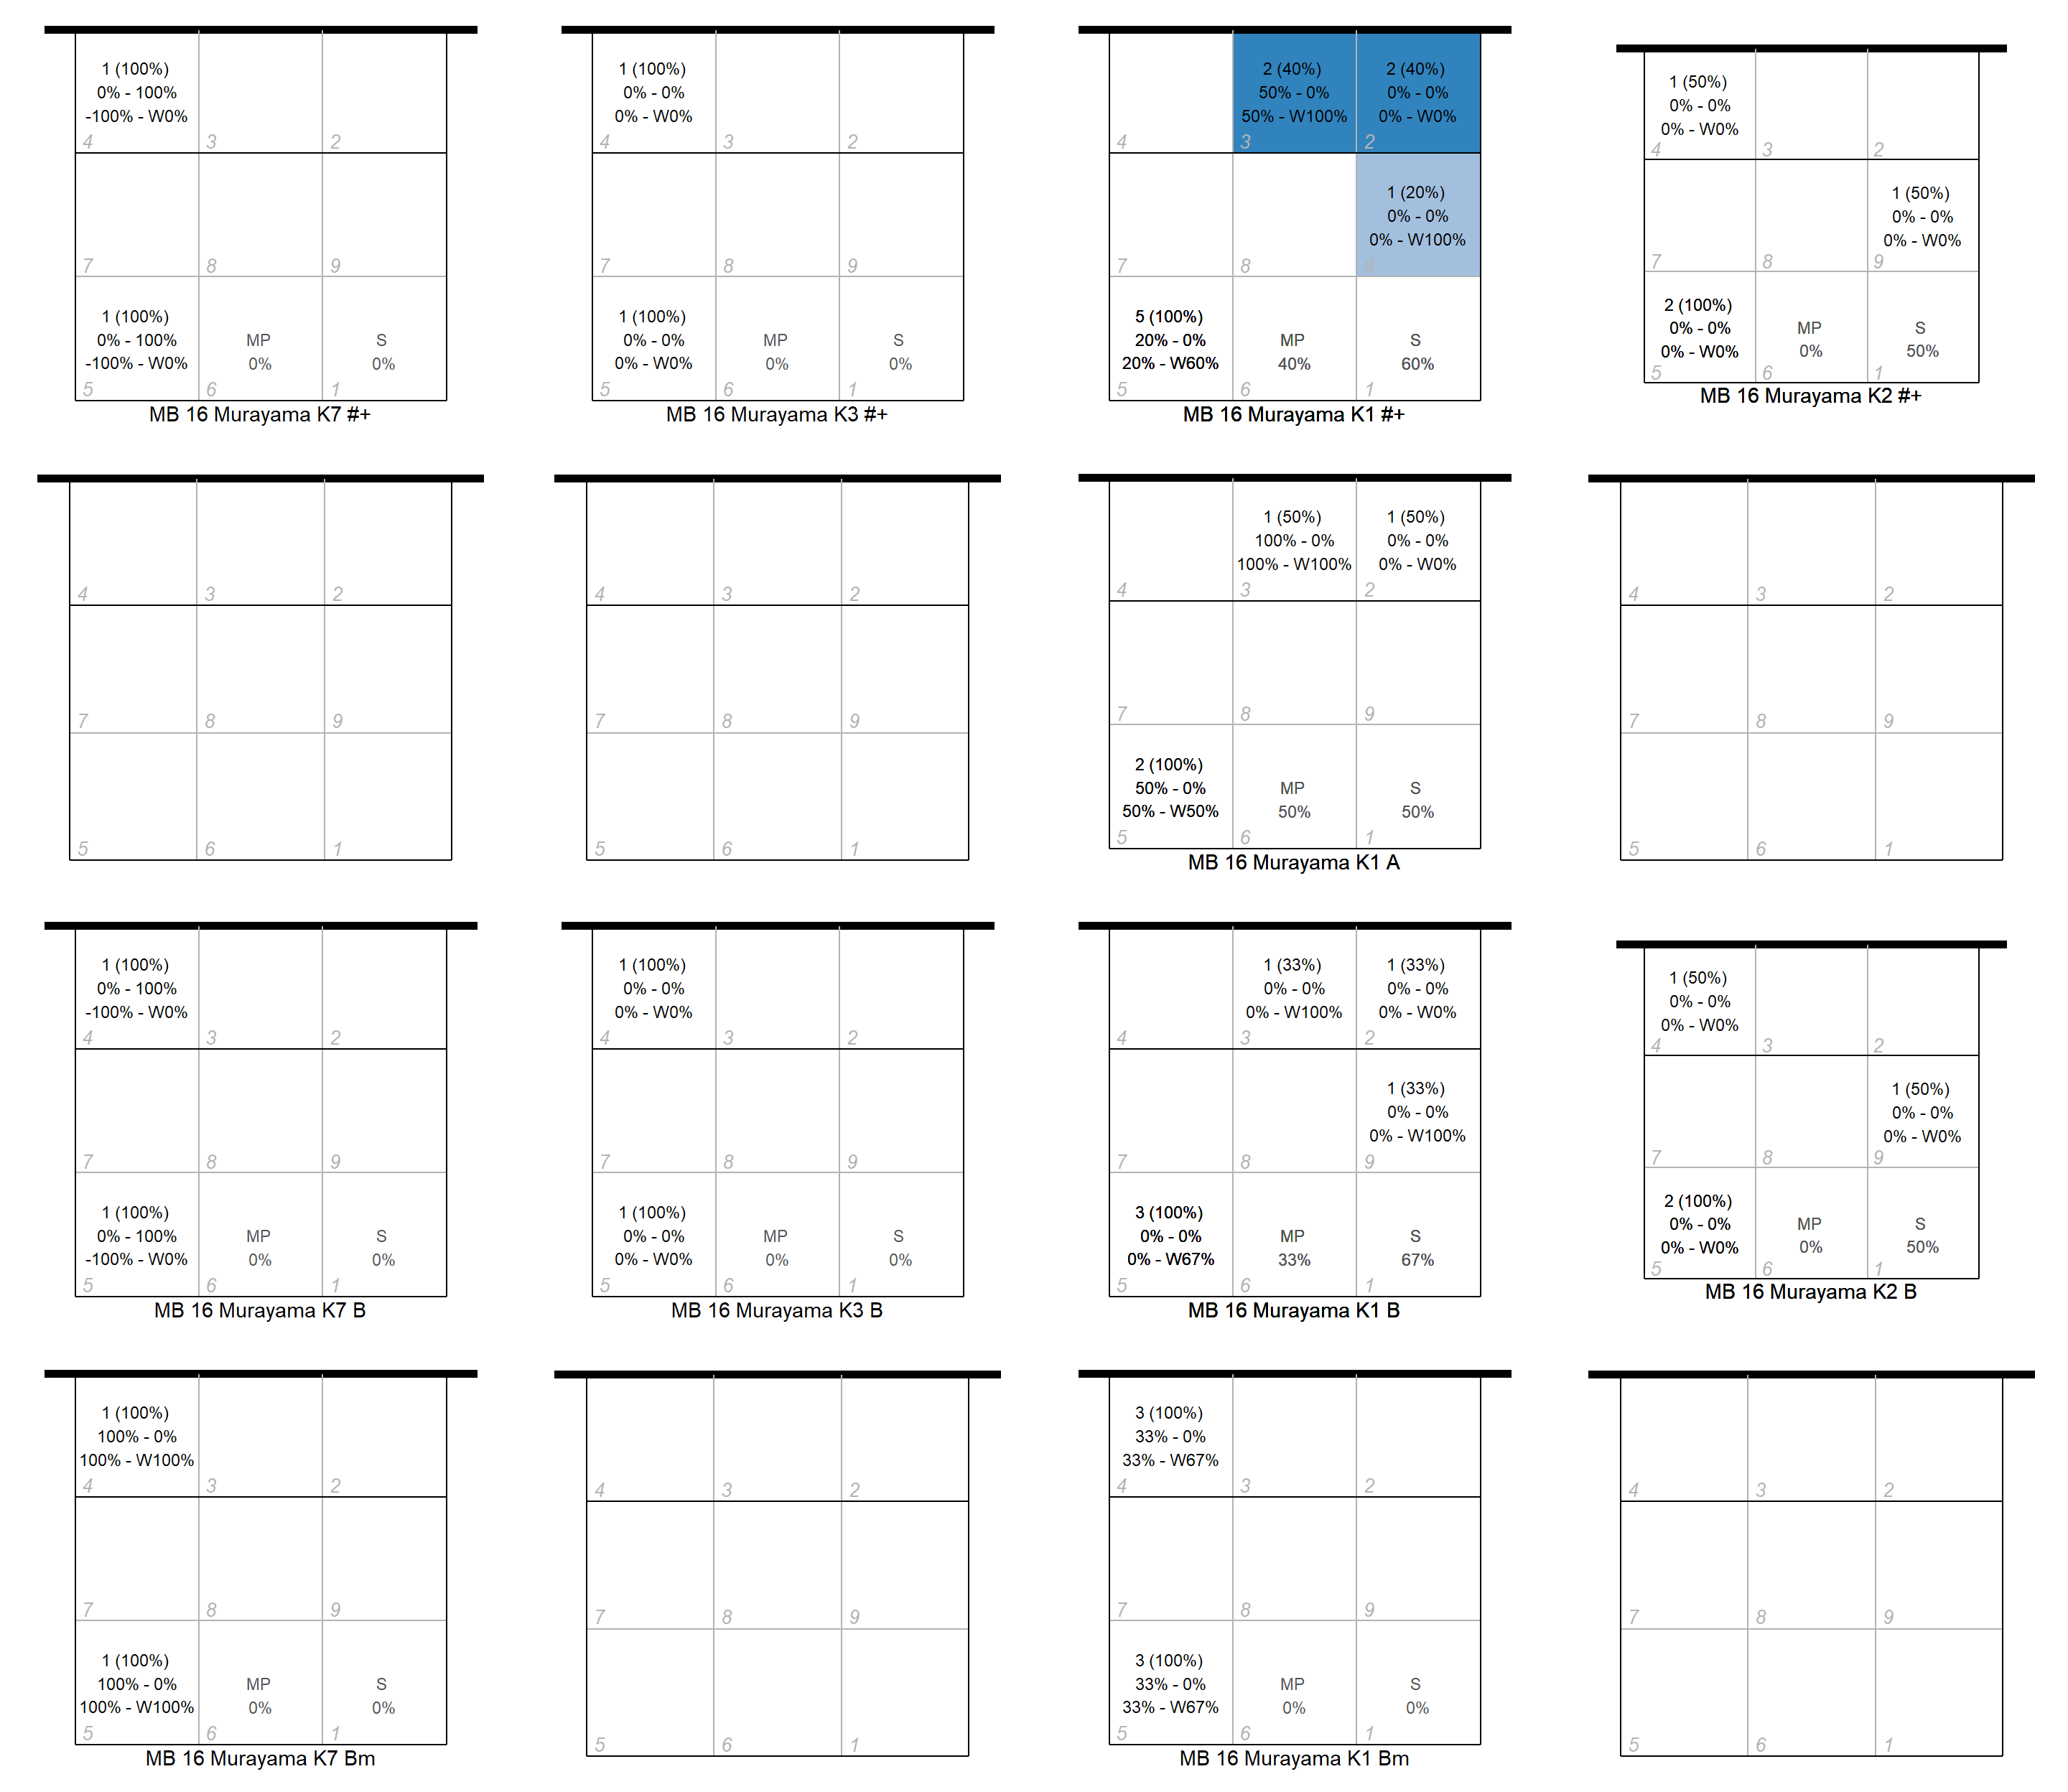 1 (100%)
0% - 100%
-100% - W0%
4 3 2
7 8 9
1 (100%)
0% - 100%
-100% - W0%
MP
0%
S
0%
5 6 1
MB 16 Murayama K7 #+
1 (100%)
0% - 0%
0% - W0%
4 3 2
7 8 9
1 (100%)
0% - 0%
0% - W0%
MP
0%
S
0%
5 6 1
MB 16 Murayama K3 #+
2 (40%)
50% - 0%
50% - W100%
2 (40%)
0% - 0%
0% - W0%
4 3 2
1 (20%)
0% - 0%
0% - W100%
7 8 9
5 (100%)
20% - 0%
20% - W60%
MP
40%
S
60%
5 6 1
MB 16 Murayama K1 #+
1 (50%)
0% - 0%
0% - W0%
4 3 2
1 (50%)
0% - 0%
0% - W0%
7 8 9
2 (100%)
0% - 0%
0% - W0%
MP
0%
S
50%
5 6 1
MB 16 Murayama K2 #+
4 3 2
7 8 9
5 6 1
4 3 2
7 8 9
5 6 1
1 (50%)
100% - 0%
100% - W100%
1 (50%)
0% - 0%
0% - W0%
4 3 2
7 8 9
2 (100%)
50% - 0%
50% - W50%
MP
50%
S
50%
5 6 1
MB 16 Murayama K1 A
4 3 2
7 8 9
5 6 1
1 (100%)
0% - 100%
-100% - W0%
4 3 2
7 8 9
1 (100%)
0% - 100%
-100% - W0%
MP
0%
S
0%
5 6 1
MB 16 Murayama K7 B
1 (100%)
0% - 0%
0% - W0%
4 3 2
7 8 9
1 (100%)
0% - 0%
0% - W0%
MP
0%
S
0%
5 6 1
MB 16 Murayama K3 B
1 (33%)
0% - 0%
0% - W100%
1 (33%)
0% - 0%
0% - W0%
4 3 2
1 (33%)
0% - 0%
0% - W100%
7 8 9
3 (100%)
0% - 0%
0% - W67%
MP
33%
S
67%
5 6 1
MB 16 Murayama K1 B
1 (50%)
0% - 0%
0% - W0%
4 3 2
1 (50%)
0% - 0%
0% - W0%
7 8 9
2 (100%)
0% - 0%
0% - W0%
MP
0%
S
50%
5 6 1
MB 16 Murayama K2 B
1 (100%)
100% - 0%
100% - W100%
4 3 2
7 8 9
1 (100%)
100% - 0%
100% - W100%
MP
0%
S
0%
5 6 1
MB 16 Murayama K7 Bm
4 3 2
7 8 9
5 6 1
3 (100%)
33% - 0%
33% - W67%
4 3 2
7 8 9
3 (100%)
33% - 0%
33% - W67%
MP
0%
S
0%
5 6 1
MB 16 Murayama K1 Bm
4 3 2
7 8 9
5 6 1